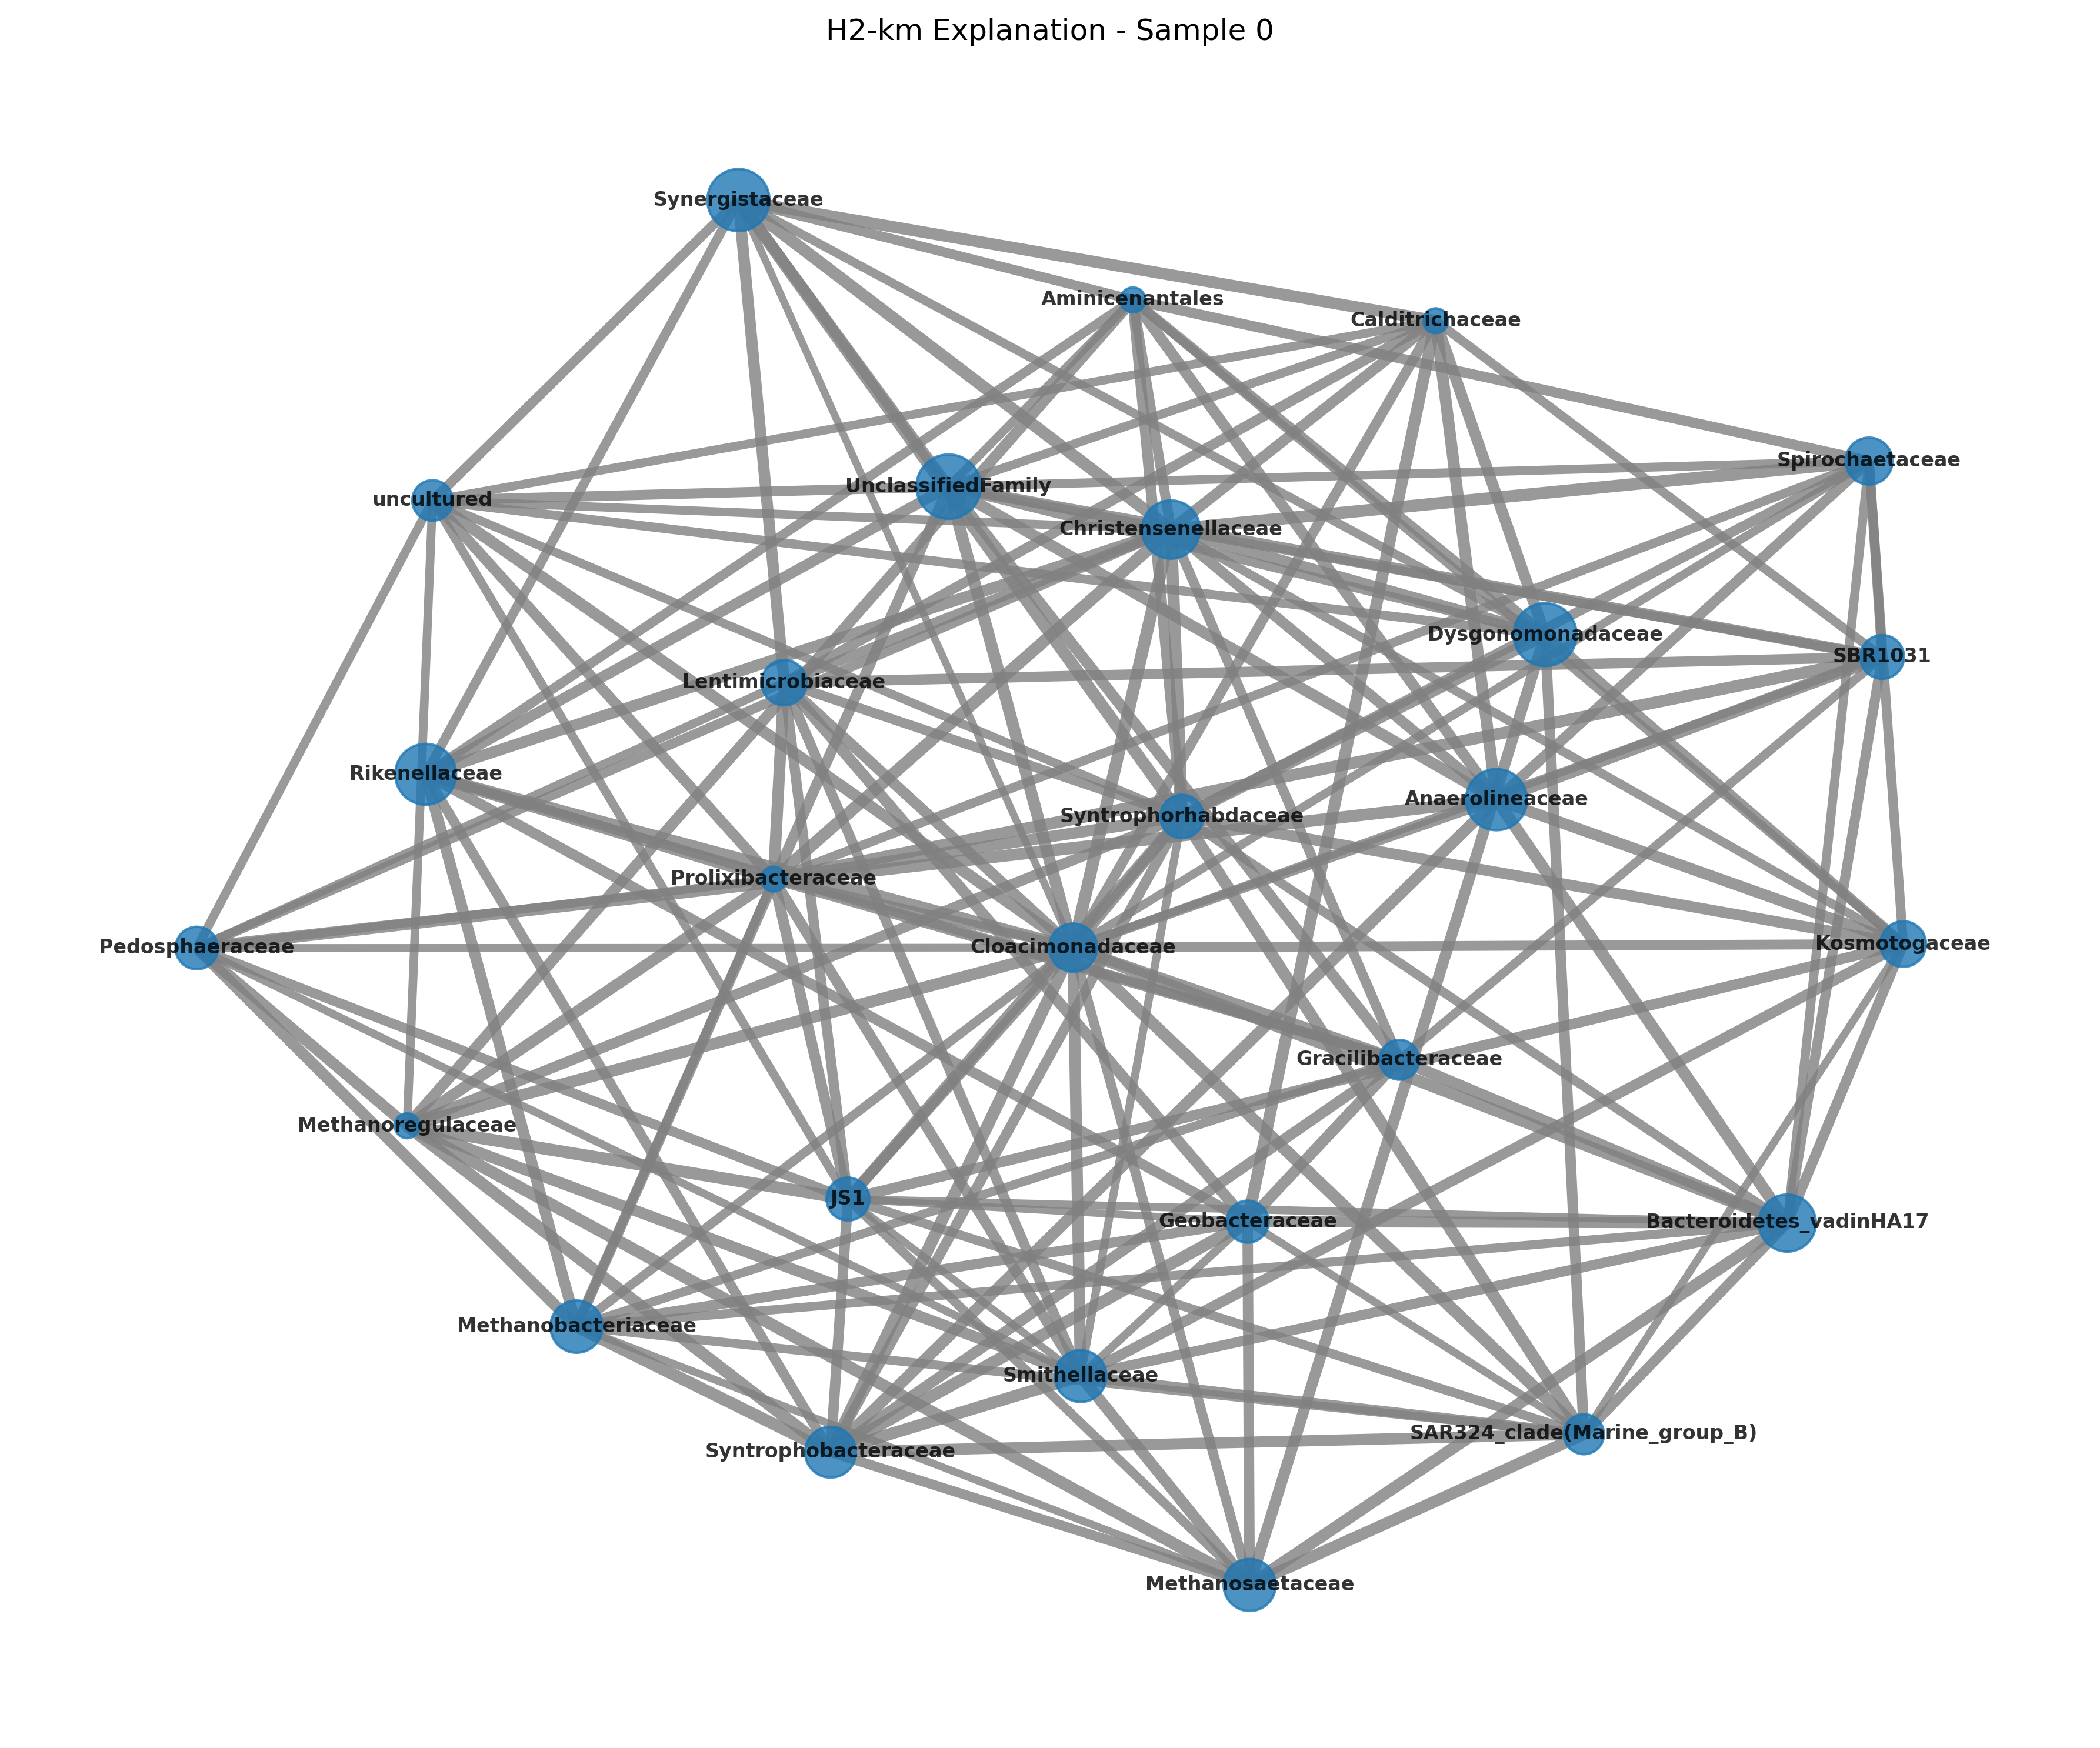 H2-km Explanation - Sample 0
Synergistaceae
Aminicenantales
Calditrichaceae
Spirochaetaceae
UnclassifiedFamily
uncultured
Christensenellaceae
Dysgonomonadaceae
SBR1031
Lentimicrobiaceae
Rikenellaceae
Anaerolineaceae
Syntrophorhabdaceae
Prolixibacteraceae
Pedosphaeraceae
Cloacimonadaceae
Kosmotogaceae
Gracilibacteraceae
Methanoregulaceae
JS1
Geobacteraceae
Bacteroidetes_vadinHA17
Methanobacteriaceae
Smithellaceae
SAR324_clade(Marine_group_B)
Syntrophobacteraceae
Methanosaetaceae